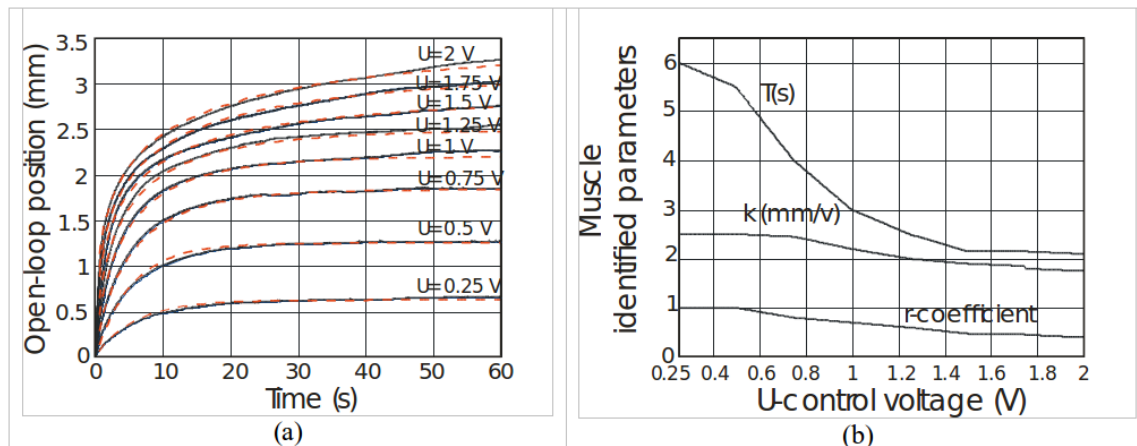 Open-loop position (mm)
3.5
3
2.5
2
1.5
1
0.5
0
U=2 V
U=1.75 V
U=1.5 V
U=1.25 V
U=1 V
U=0.75 V
U=0.5 V
U=0.25 V
0 10 20 30 40 50 60
Time (s)
(a)
Muscle
identified parameters
6
5
4
3
2
1
0
T(s)
k (mm/v)
r-coefficient
0.25 0.4 0.6 0.8 1 1.2 1.4 1.6 1.8 2
U-control voltage (V)
(b)